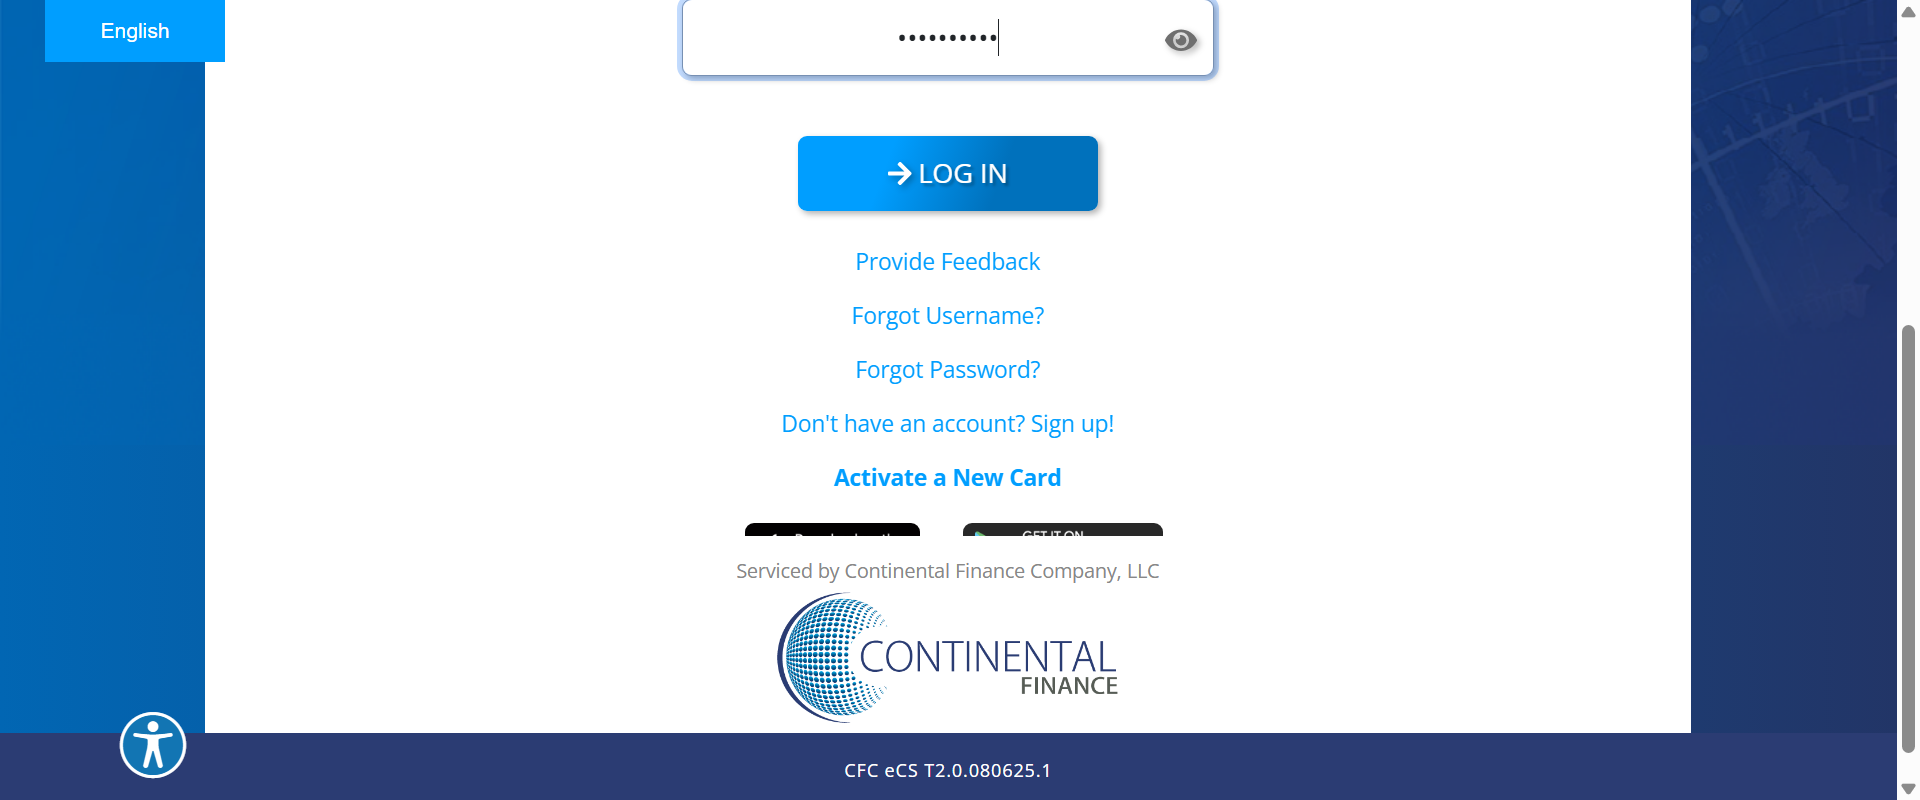 English
••••••••••
LOG IN
Provide Feedback
Forgot Username?
Forgot Password?
Don't have an account? Sign up!
Activate a New Card
GET IT ON
Serviced by Continental Finance Company, LLC
CONTINENTAL
FINANCE
CFC eCS T2.0.080625.1